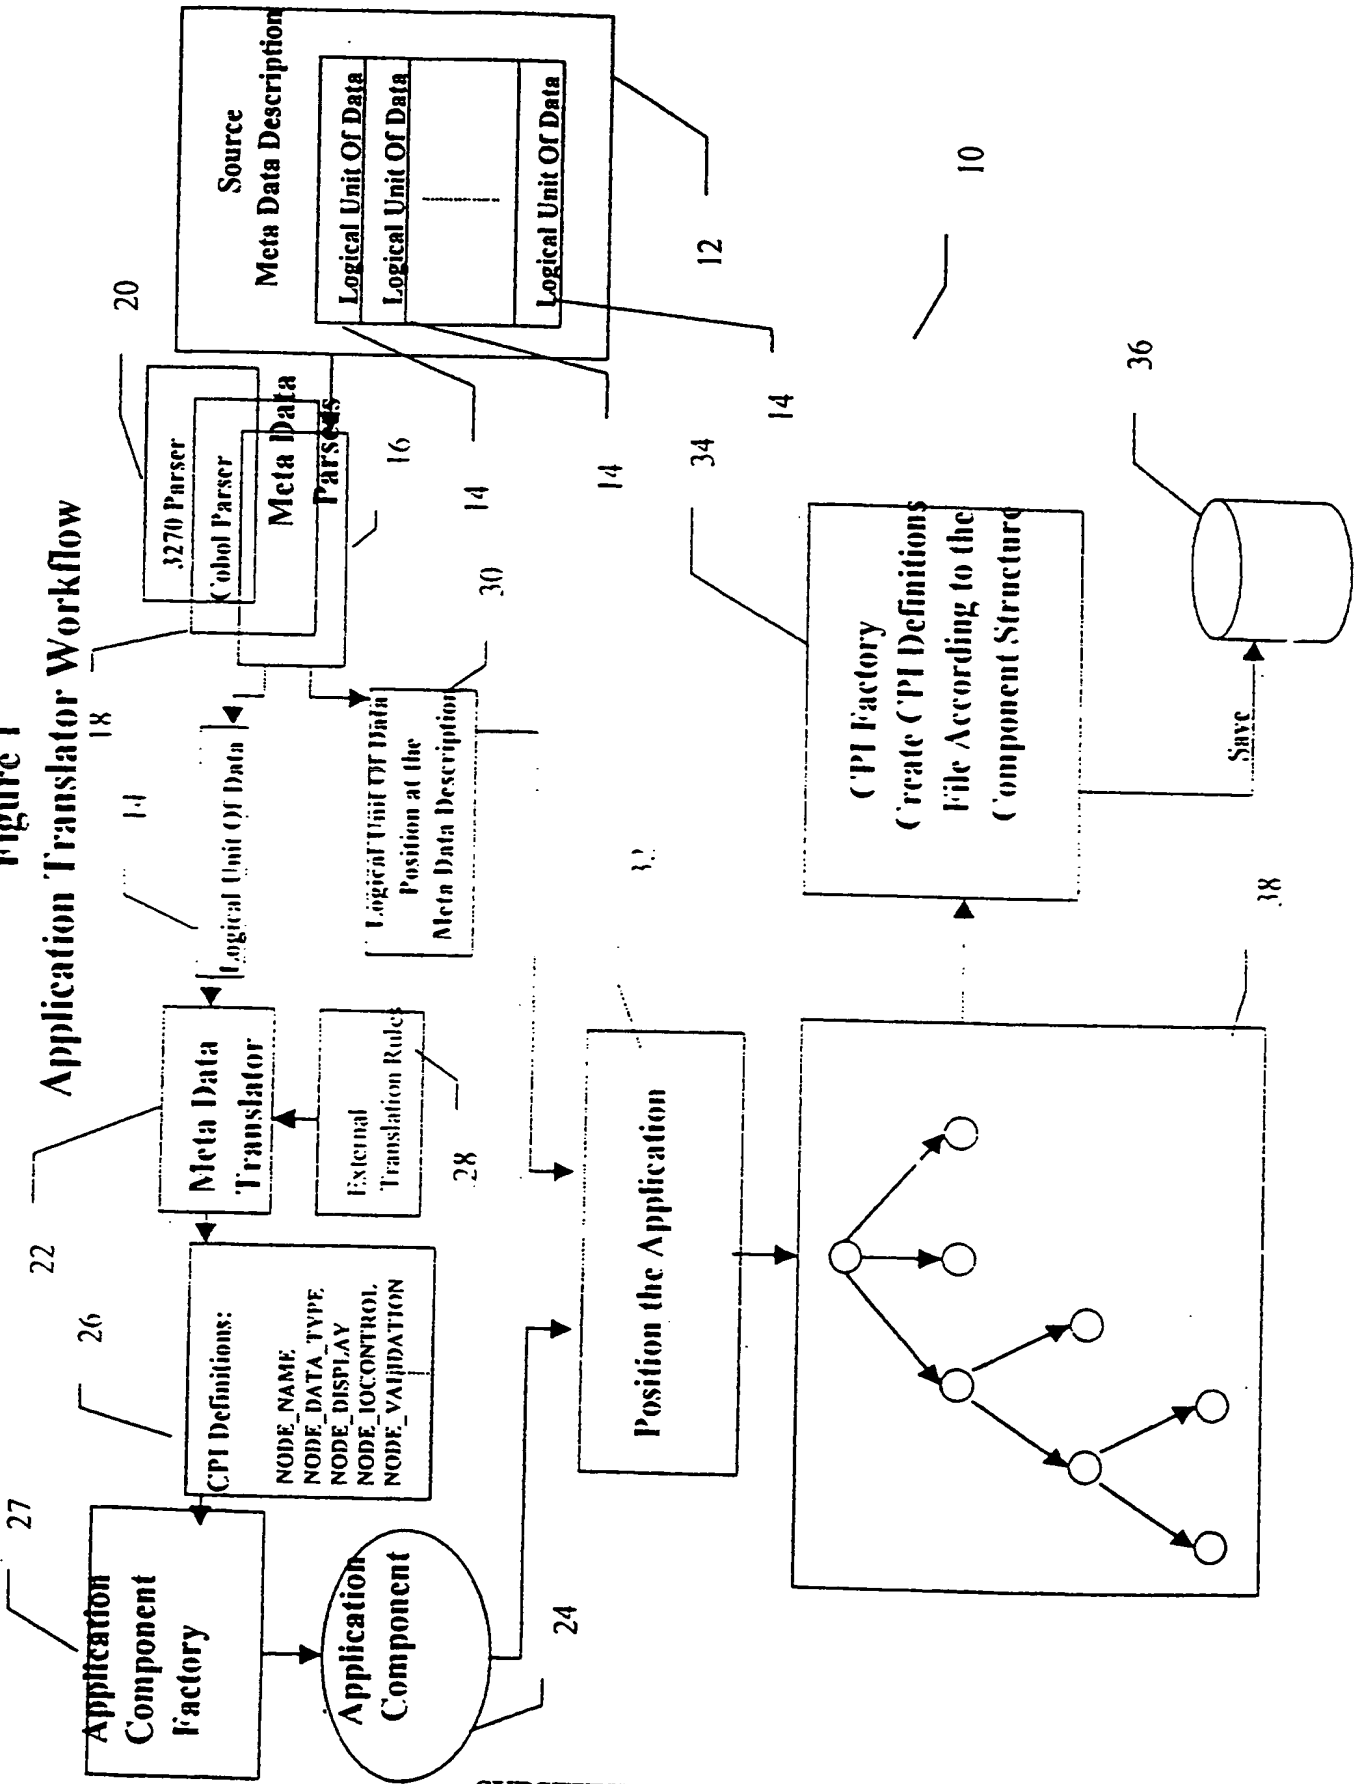 Figure 1
Application Translator Workflow
27
Application
Component
Factory
26
CPI Definitions:
NODE_NAME
NODE_DATA_TYPE
NODE_DISPLAY
NODE_IOCONTROL
NODE_VALIDATION
22
Meta Data
Translator
14
Logical Unit Of Data
18
20
3270 Parser
Cobol Parser
Meta Data
Parsers
16
Source
Meta Data Description
Logical Unit Of Data
Logical Unit Of Data
Logical Unit Of Data
12
14
14
14
Application
Component
24
External
Translation Rules
28
Logical Unit Of Data
Position at the
Meta Data Description
30
Position the Application
32
34
CPI Factory
Create CPI Definitions
File According to the
Component Structure
10
Save
36
38